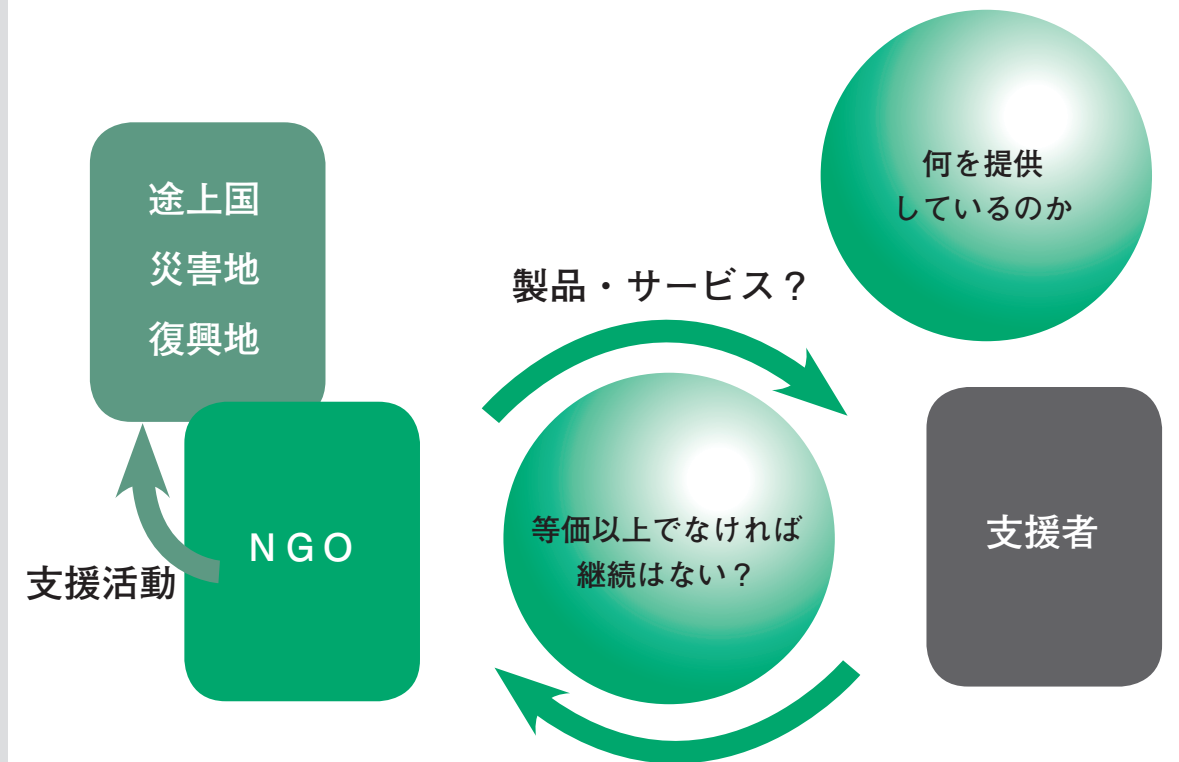 何を提供
しているのか
途上国
災害地
復興地
製品・サービス？
NGO
等価以上でなければ
継続はない？
支援者
支援活動